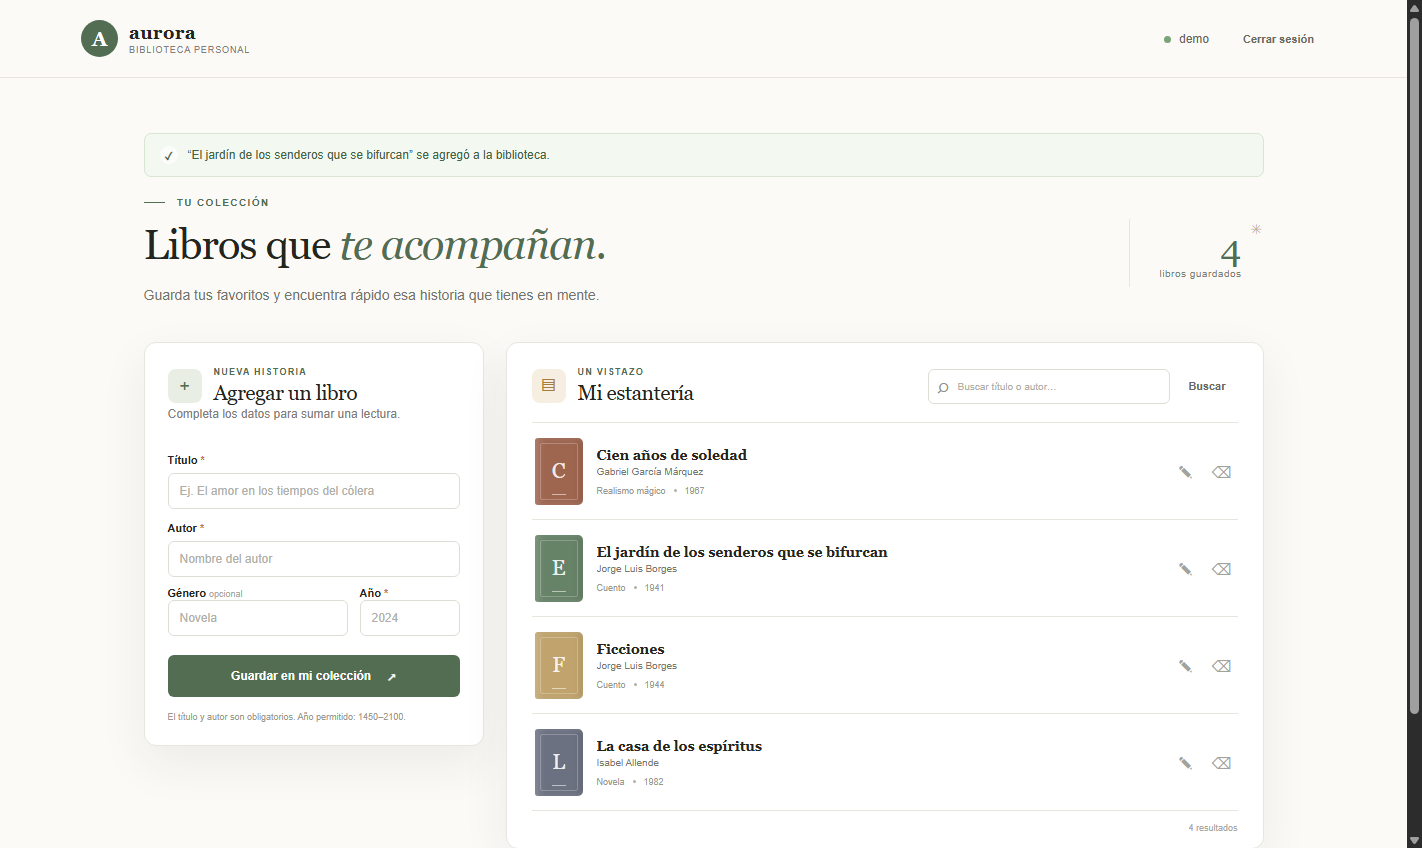 A
aurora
BIBLIOTECA PERSONAL
demo
Cerrar sesión
“El jardín de los senderos que se bifurcan” se agregó a la biblioteca.
TU COLECCIÓN
Libros que te acompañan.
Guarda tus favoritos y encuentra rápido esa historia que tienes en mente.
4
libros guardados
+
NUEVA HISTORIA
Agregar un libro
Completa los datos para sumar una lectura.
Título *
Ej. El amor en los tiempos del cólera
Autor *
Nombre del autor
Género opcional
Año *
Novela
2024
Guardar en mi colección ↗
El título y autor son obligatorios. Año permitido: 1450–2100.
UN VISTAZO
Mi estantería
Buscar título o autor...
Buscar
C
Cien años de soledad
Gabriel García Márquez
Realismo mágico • 1967
E
El jardín de los senderos que se bifurcan
Jorge Luis Borges
Cuento • 1941
F
Ficciones
Jorge Luis Borges
Cuento • 1944
L
La casa de los espíritus
Isabel Allende
Novela • 1982
4 resultados